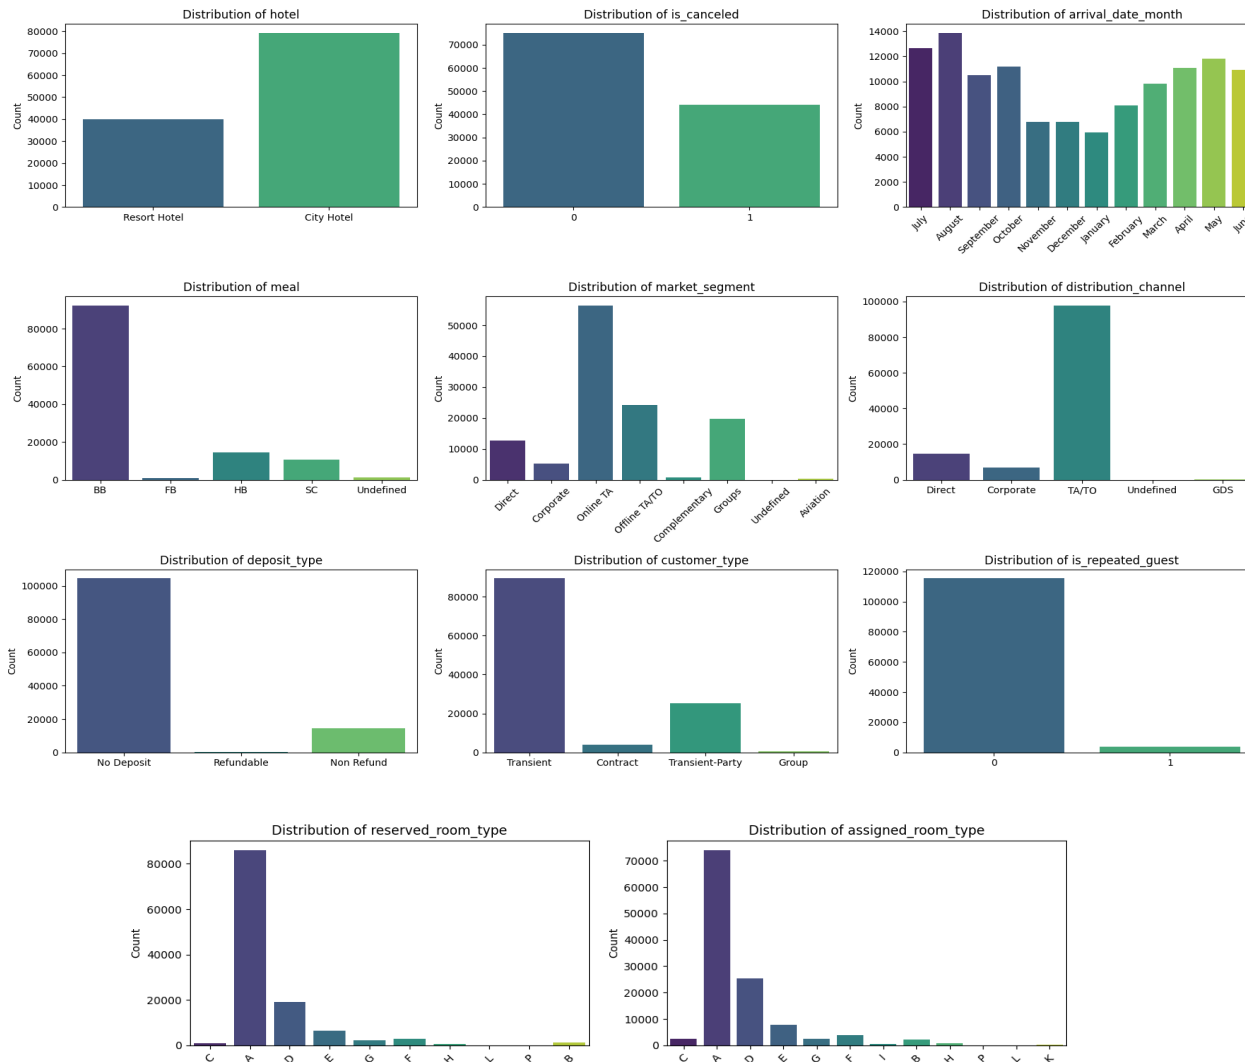 Distribution of hotel
Count
80000
70000
60000
50000
40000
30000
20000
10000
0
Resort Hotel
City Hotel
Distribution of is_canceled
Count
70000
60000
50000
40000
30000
20000
10000
0
0
1
Distribution of arrival_date_month
Count
14000
12000
10000
8000
6000
4000
2000
0
July
August
September
October
November
December
January
February
March
April
May
Jun
Distribution of meal
Count
80000
60000
40000
20000
0
BB
FB
HB
SC
Undefined
Distribution of market_segment
Count
50000
40000
30000
20000
10000
0
Direct
Corporate
Online TA
Offline TA/TO
Complementary
Groups
Undefined
Aviation
Distribution of distribution_channel
Count
100000
80000
60000
40000
20000
0
Direct
Corporate
TA/TO
Undefined
GDS
Distribution of deposit_type
Count
100000
80000
60000
40000
20000
0
No Deposit
Refundable
Non Refund
Distribution of customer_type
Count
80000
60000
40000
20000
0
Transient
Contract
Transient-Party
Group
Distribution of is_repeated_guest
Count
120000
100000
80000
60000
40000
20000
0
0
1
Distribution of reserved_room_type
Count
80000
60000
40000
20000
0
C
A
D
E
G
F
H
L
P
B
Distribution of assigned_room_type
Count
70000
60000
50000
40000
30000
20000
10000
0
C
A
D
E
G
F
I
B
H
P
L
K